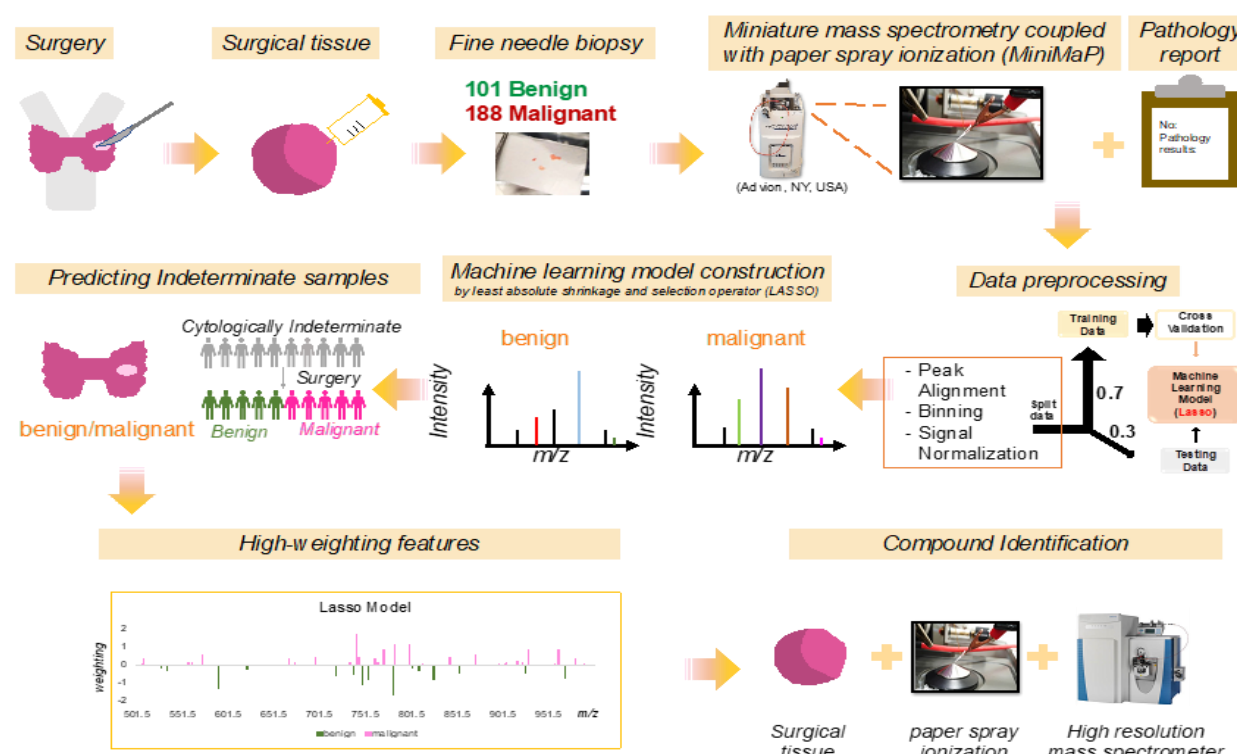 Surgery
Surgical tissue
Fine needle biopsy
101 Benign
188 Malignant
Miniature mass spectrometry coupled
with paper spray ionization (MiniMaP)
(Advion, NY, USA)
Pathology
report
No:
Pathology
results:
Data preprocessing
Training
Data
Cross
Validation
Machine
Learning
Model
(Lasso)
Testing
Data
Split
data
0.7
0.3
- Peak
Alignment
- Binning
- Signal
Normalization
Machine learning model construction
by least absolute shrinkage and selection operator (LASSO)
benign
Intensity
m/z
malignant
Intensity
m/z
Predicting Indeterminate samples
Cytologically Indeterminate
Surgery
Benign
Malignant
benign/malignant
High-weighting features
Lasso Model
weighting
2
1
0
-1
-2
501.5 551.5 601.5 651.5 701.5 751.5 801.5 851.5 901.5 951.5 m/z
benign malignant
Compound Identification
Surgical
tissue
paper spray
ionization
High resolution
mass spectrometer